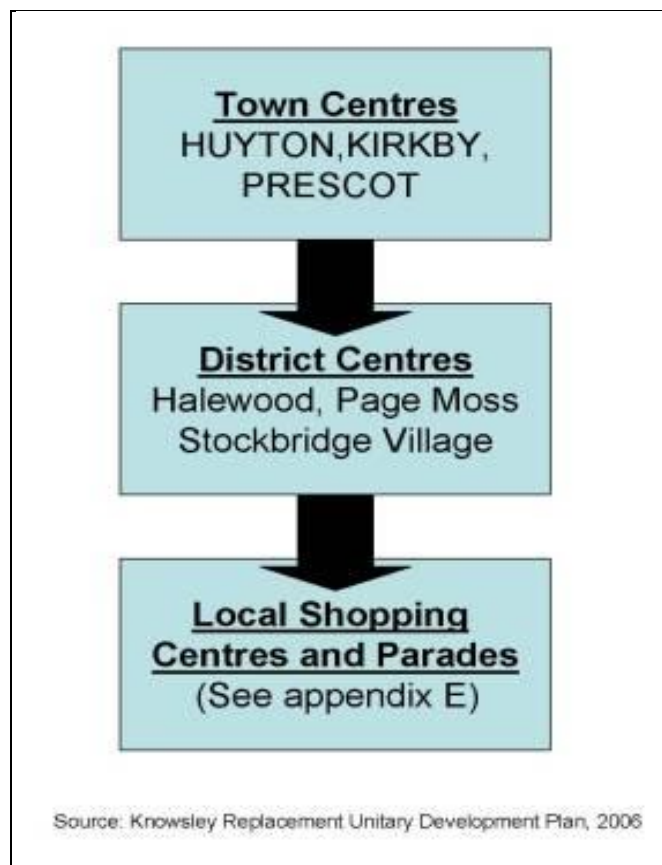 Town Centres
HUYTON,KIRKBY,
PRESCOT
District Centres
Halewood, Page Moss
Stockbridge Village
Local Shopping
Centres and Parades
(See appendix E)
Source: Knowsley Replacement Unitary Development Plan, 2006